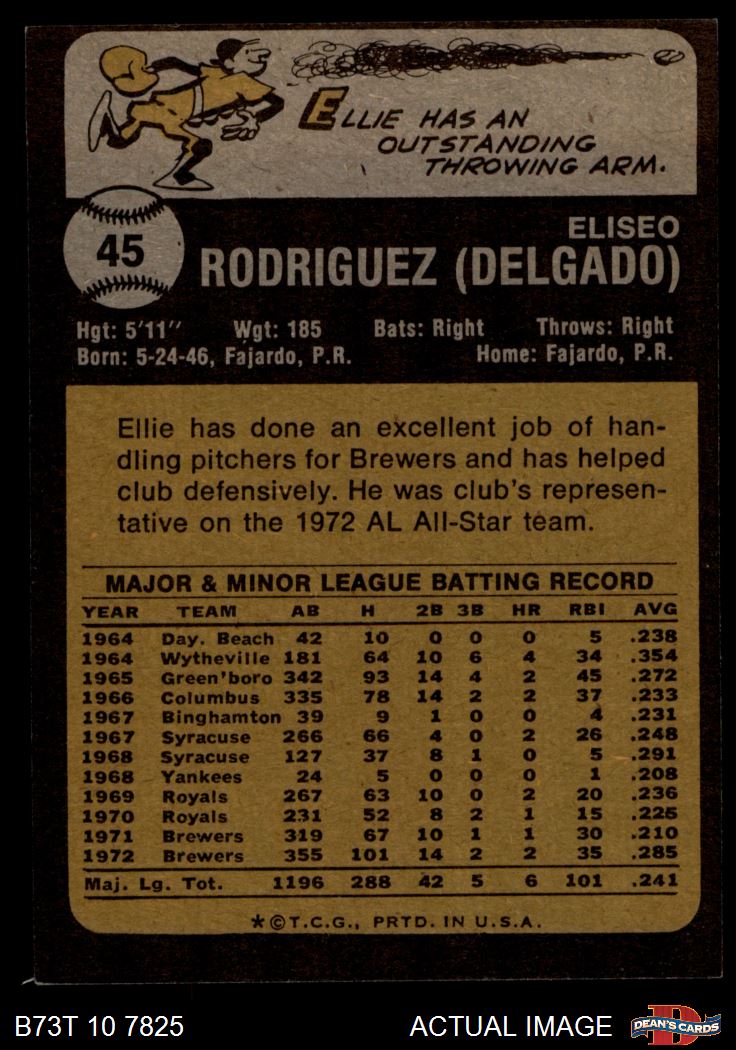 ELLIE HAS AN
OUTSTANDING
THROWING ARM.
45
ELISEO
RODRIGUEZ (DELGADO)
Hgt: 5'11" Wgt: 185 Bats: Right Throws: Right
Born: 5-24-46, Fajardo, P.R. Home: Fajardo, P.R.
Ellie has done an excellent job of han-
dling pitchers for Brewers and has helped
club defensively. He was club's represen-
tative on the 1972 AL All-Star team.
MAJOR & MINOR LEAGUE BATTING RECORD
YEAR TEAM AB H 2B 3B HR RBI AVG
1964 Day. Beach 42 10 0 0 0 5 .238
1964 Wytheville 181 64 10 6 4 34 .354
1965 Green'boro 342 93 14 4 2 45 .272
1966 Columbus 335 78 14 2 2 37 .233
1967 Binghamton 39 9 1 0 0 4 .231
1967 Syracuse 266 66 4 0 2 26 .248
1968 Syracuse 127 37 8 1 0 5 .291
1968 Yankees 24 5 0 0 0 1 .208
1969 Royals 267 63 10 0 2 20 .236
1970 Royals 231 52 8 2 1 15 .225
1971 Brewers 319 67 10 1 1 30 .210
1972 Brewers 355 101 14 2 2 35 .285
Maj. Lg. Tot. 1196 288 42 5 6 101 .241
*©T.C.G., PRTD. IN U.S.A.
B73T 10 7825 ACTUAL IMAGE DEAN'S CARDS